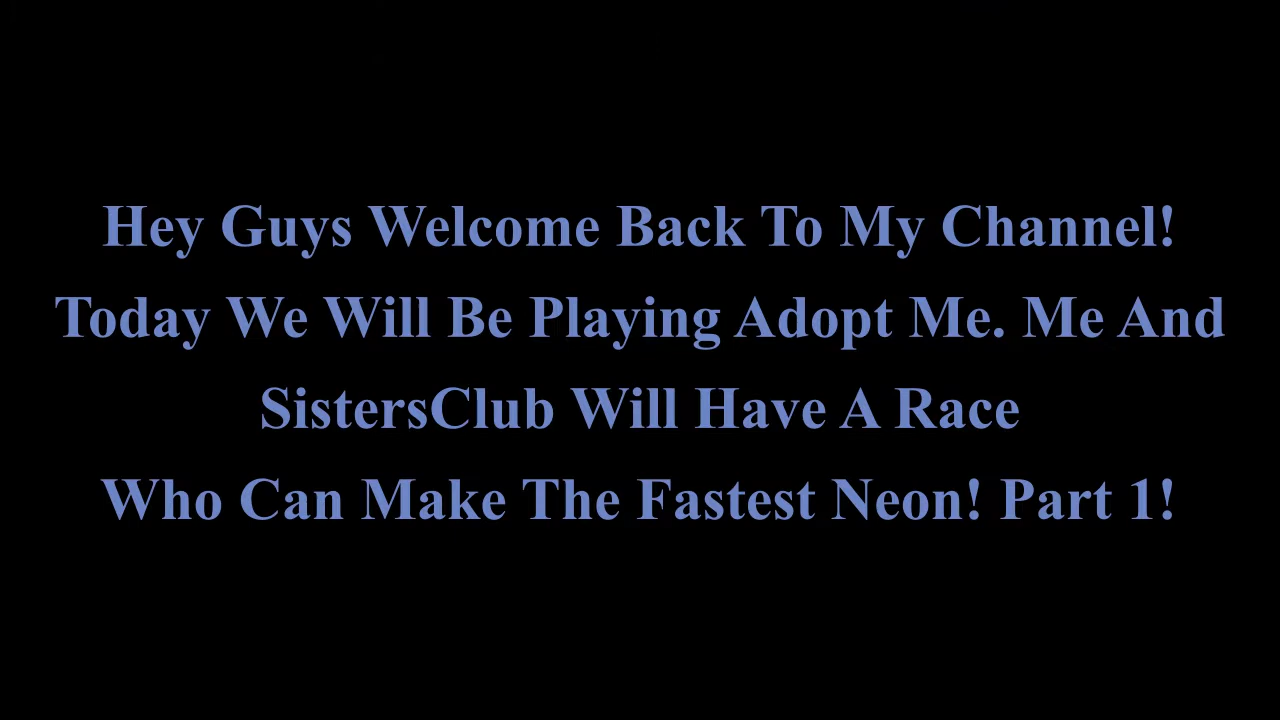 Hey Guys Welcome Back To My Channel!
Today We Will Be Playing Adopt Me. Me And
SistersClub Will Have A Race
Who Can Make The Fastest Neon! Part 1!